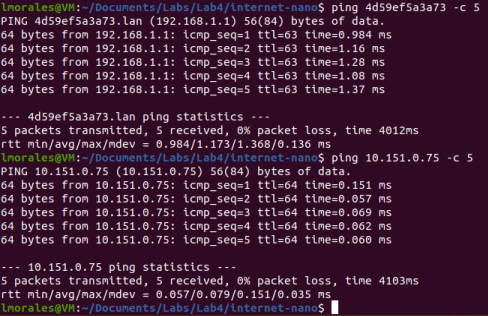 lmorales@VM:~/Documents/Labs/Lab4/internet-nano$ ping 4d59ef5a3a73 -c 5
PING 4d59ef5a3a73.lan (192.168.1.1) 56(84) bytes of data.
64 bytes from 192.168.1.1: icmp_seq=1 ttl=63 time=0.984 ms
64 bytes from 192.168.1.1: icmp_seq=2 ttl=63 time=1.16 ms
64 bytes from 192.168.1.1: icmp_seq=3 ttl=63 time=1.28 ms
64 bytes from 192.168.1.1: icmp_seq=4 ttl=63 time=1.08 ms
64 bytes from 192.168.1.1: icmp_seq=5 ttl=63 time=1.37 ms
--- 4d59ef5a3a73.lan ping statistics ---
5 packets transmitted, 5 received, 0% packet loss, time 4012ms
rtt min/avg/max/mdev = 0.984/1.173/1.368/0.136 ms
lmorales@VM:~/Documents/Labs/Lab4/internet-nano$ ping 10.151.0.75 -c 5
PING 10.151.0.75 (10.151.0.75) 56(84) bytes of data.
64 bytes from 10.151.0.75: icmp_seq=1 ttl=64 time=0.151 ms
64 bytes from 10.151.0.75: icmp_seq=2 ttl=64 time=0.057 ms
64 bytes from 10.151.0.75: icmp_seq=3 ttl=64 time=0.069 ms
64 bytes from 10.151.0.75: icmp_seq=4 ttl=64 time=0.062 ms
64 bytes from 10.151.0.75: icmp_seq=5 ttl=64 time=0.060 ms
--- 10.151.0.75 ping statistics ---
5 packets transmitted, 5 received, 0% packet loss, time 4103ms
rtt min/avg/max/mdev = 0.057/0.079/0.151/0.035 ms
lmorales@VM:~/Documents/Labs/Lab4/internet-nano$